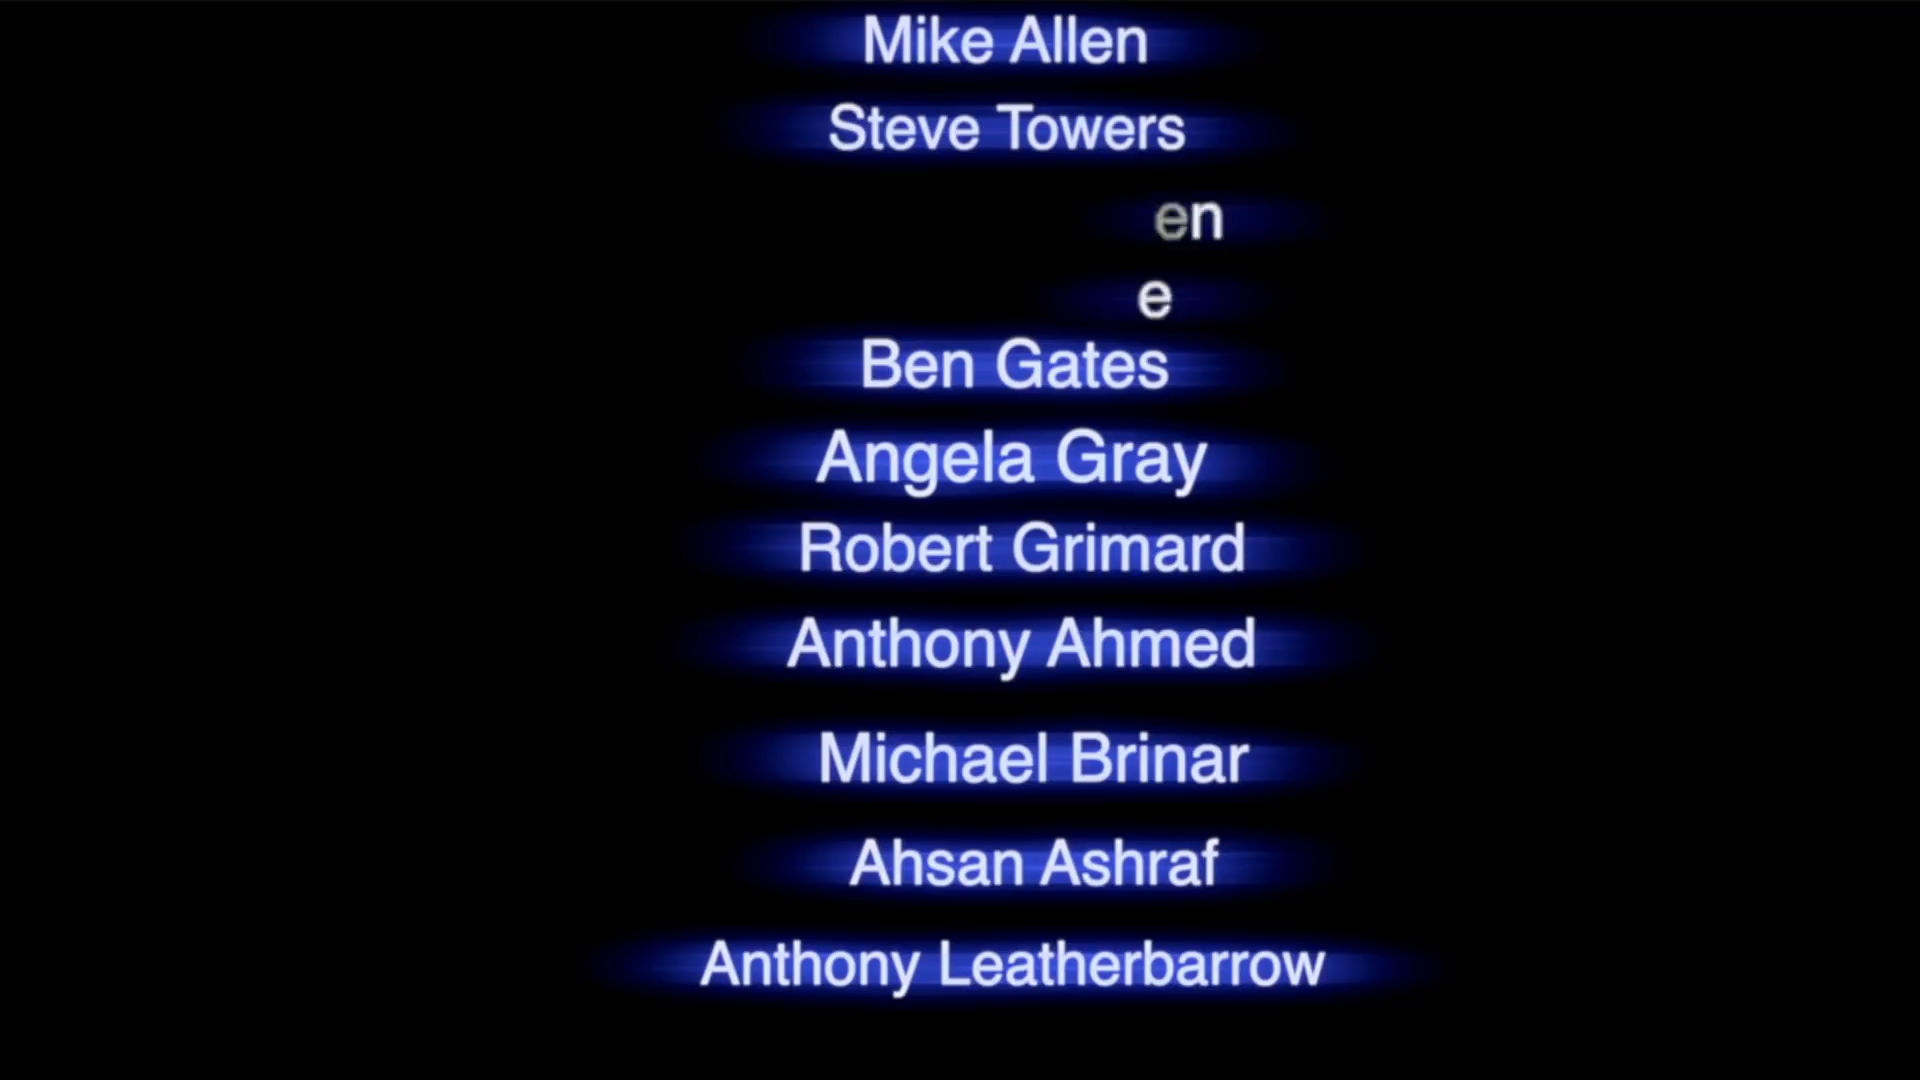 Mike Allen
Steve Towers
en
e
Ben Gates
Angela Gray
Robert Grimard
Anthony Ahmed
Michael Brinar
Ahsan Ashraf
Anthony Leatherbarrow